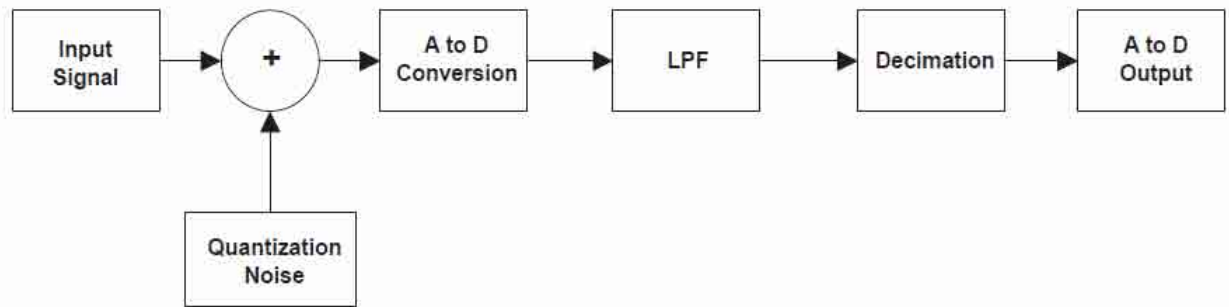 Input
Signal
+
A to D
Conversion
LPF
Decimation
A to D
Output
Quantization
Noise